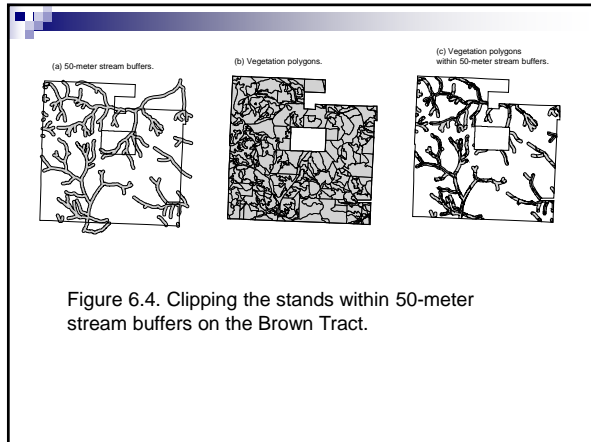 (a) 50-meter stream buffers.
(b) Vegetation polygons.
(c) Vegetation polygons
within 50-meter stream buffers.
Figure 6.4. Clipping the stands within 50-meter
stream buffers on the Brown Tract.